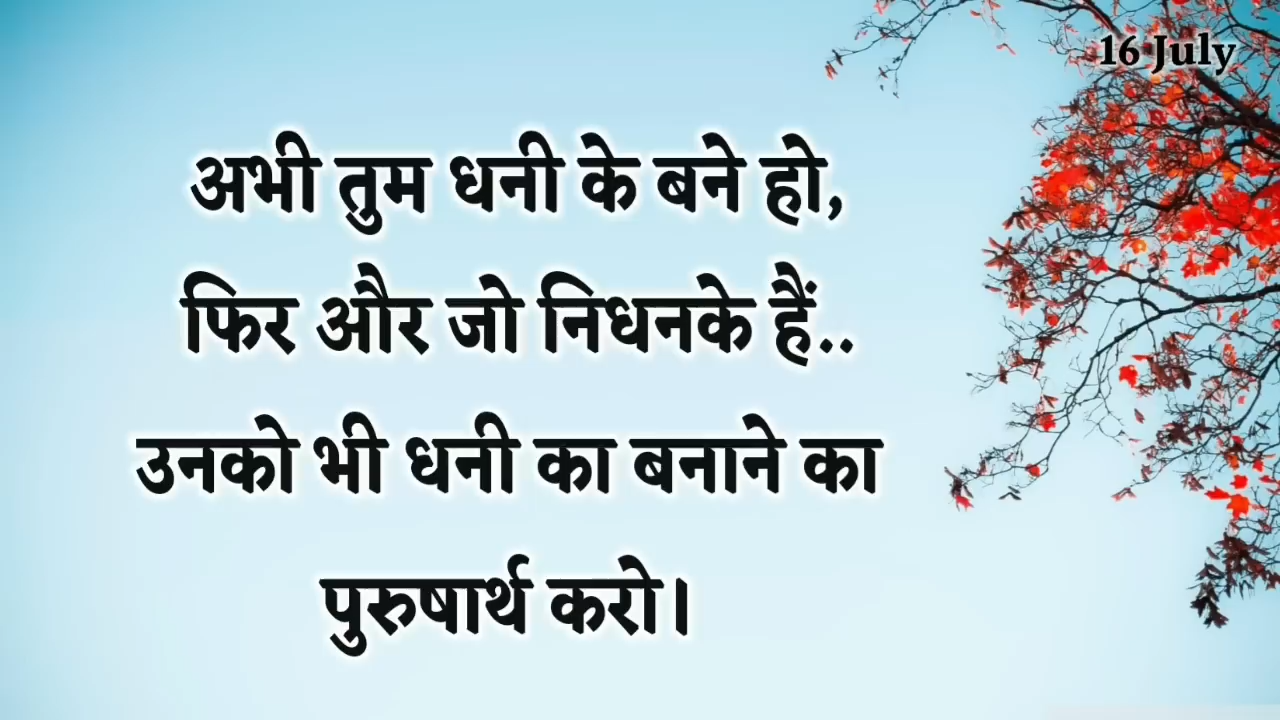 16 July
अभी तुम धनी के बने हो,
फिर और जो निधनके हैं..
उनको भी धनी का बनाने का
पुरुषार्थ करो।